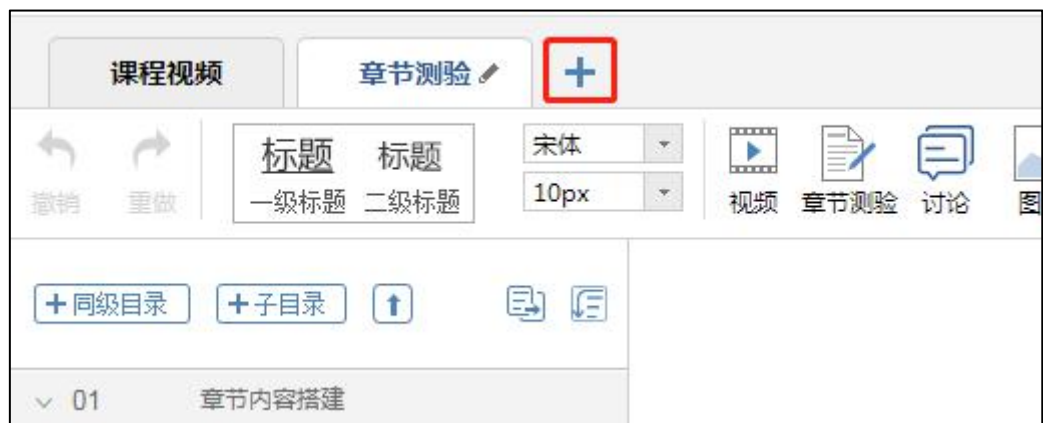 课程视频 章节测验
标题 标题 宋体
一级标题 二级标题 10px
撤销 重做 视频 章节测验 讨论 图
+同级目录 +子目录
01 章节内容搭建